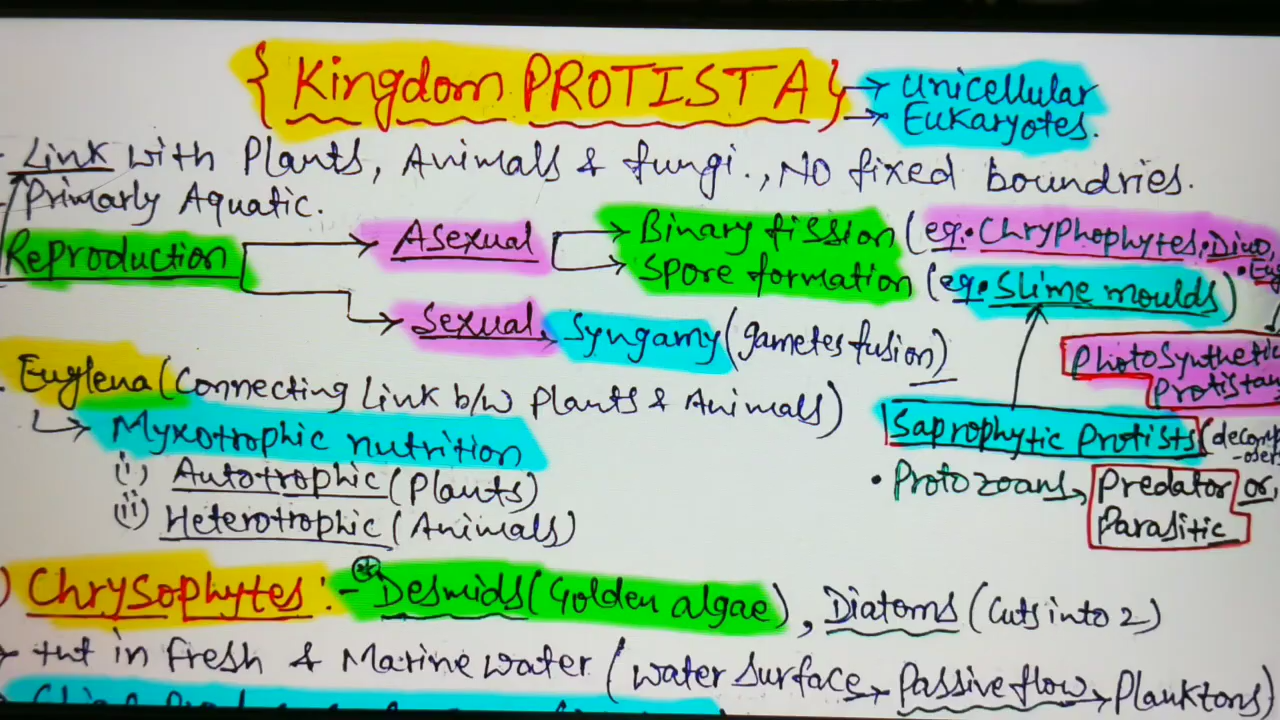 {Kingdom PROTISTA} → Unicellular
→ Eukaryotes.
- Link with Plants, Animals & fungi., NO fixed boundries.
Primarly Aquatic.
Reproduction → Asexual → Binary fission (eg. Chryphophytes, Dino,
→ Spore formation (eg. Slime moulds)
→ Sexual, Syngamy (gametes fusion)
Photosynthetic
Protistan
Euglena (Connecting Link b/w Plants & Animals)
Saprophytic Protists (decomp
-osers
↳ Myxotrophic nutrition
(i) Autotrophic (Plants)
(ii) Heterotrophic (Animals)
• Protozoans, Predator or,
Parasitic
) Chrysophytes :- Desmids (Golden algae), Diatoms (Cuts into 2)
in fresh & Marine water (water surface → Passive flow → Planktons)